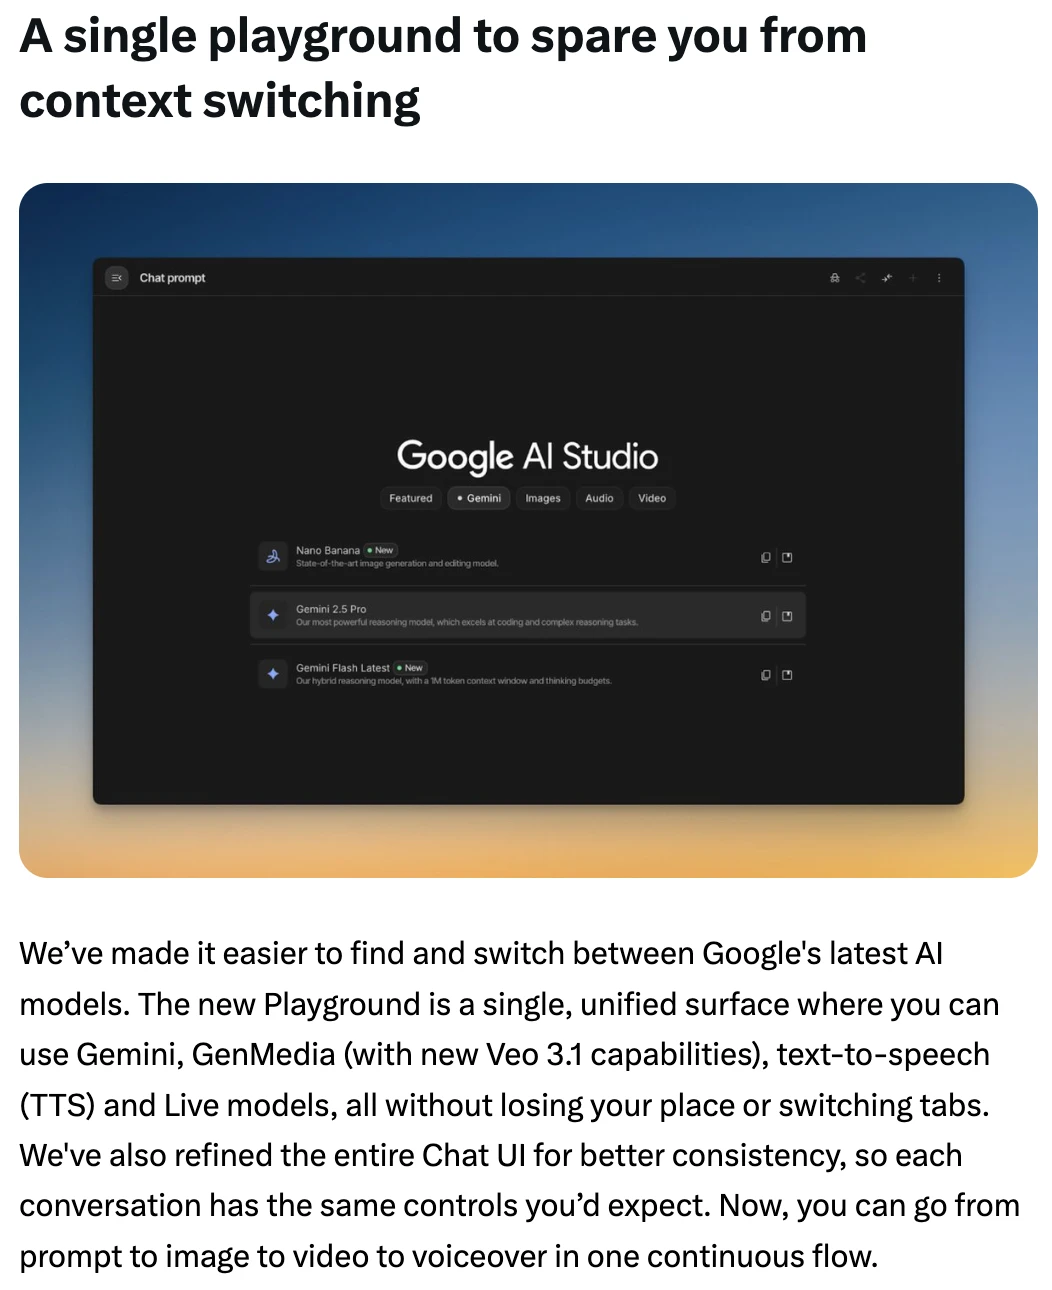 A single playground to spare you from
context switching
Chat prompt
Google AI Studio
Featured Gemini Images Audio Video
Nano Banana New
State-of-the-art image generation and editing model.
Gemini 2.5 Pro
Our most powerful reasoning model, which excels at coding and complex reasoning tasks.
Gemini Flash Latest New
Our hybrid reasoning model, with a 1M token context window and thinking budgets.
We’ve made it easier to find and switch between Google's latest AI
models. The new Playground is a single, unified surface where you can
use Gemini, GenMedia (with new Veo 3.1 capabilities), text-to-speech
(TTS) and Live models, all without losing your place or switching tabs.
We've also refined the entire Chat UI for better consistency, so each
conversation has the same controls you’d expect. Now, you can go from
prompt to image to video to voiceover in one continuous flow.